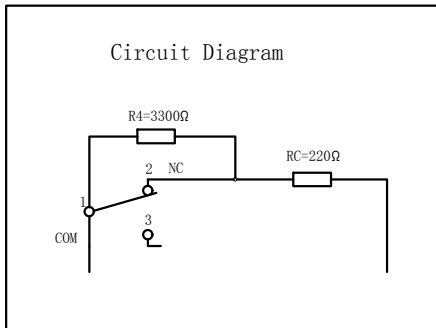 Circuit Diagram
R4=3300Ω
2 NC
RC=220Ω
1
3
COM